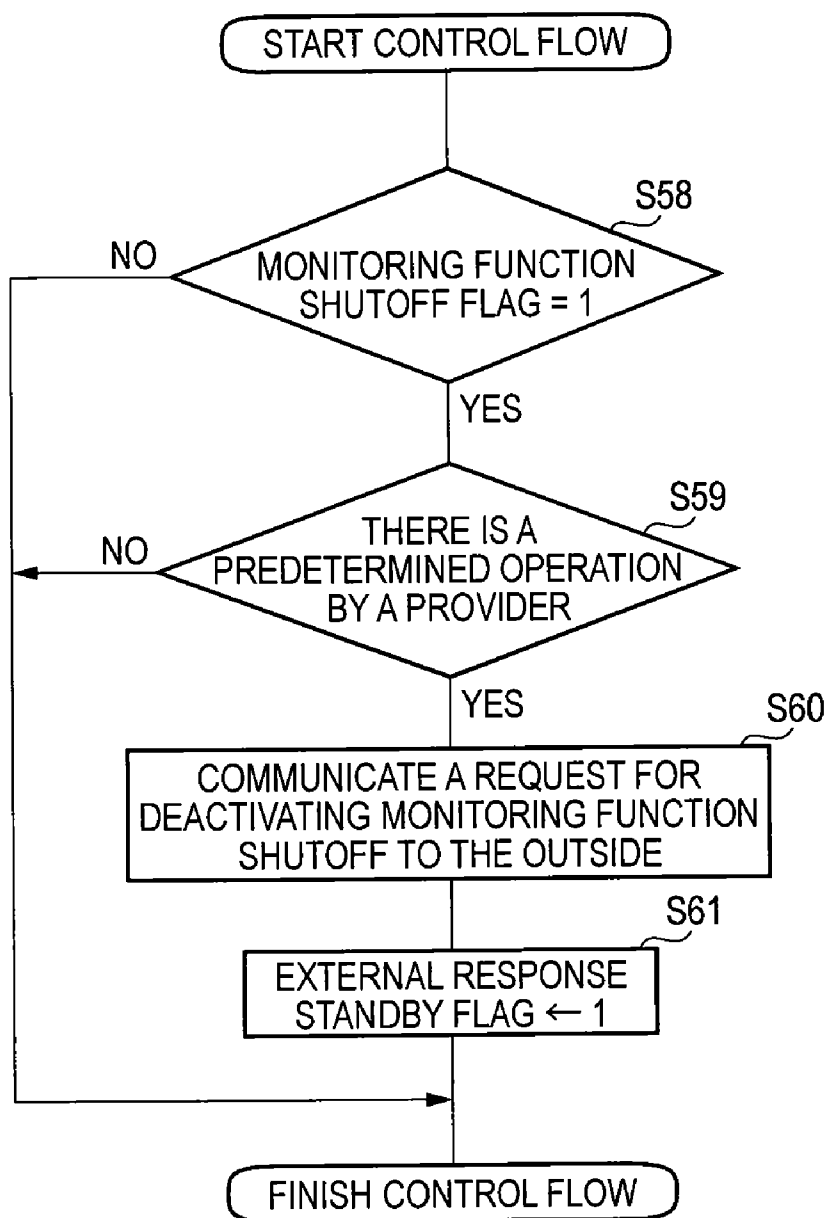 START CONTROL FLOW
S58
NO
MONITORING FUNCTION
SHUTOFF FLAG = 1
YES
S59
NO
THERE IS A
PREDETERMINED OPERATION
BY A PROVIDER
YES
S60
COMMUNICATE A REQUEST FOR
DEACTIVATING MONITORING FUNCTION
SHUTOFF TO THE OUTSIDE
S61
EXTERNAL RESPONSE
STANDBY FLAG ← 1
FINISH CONTROL FLOW